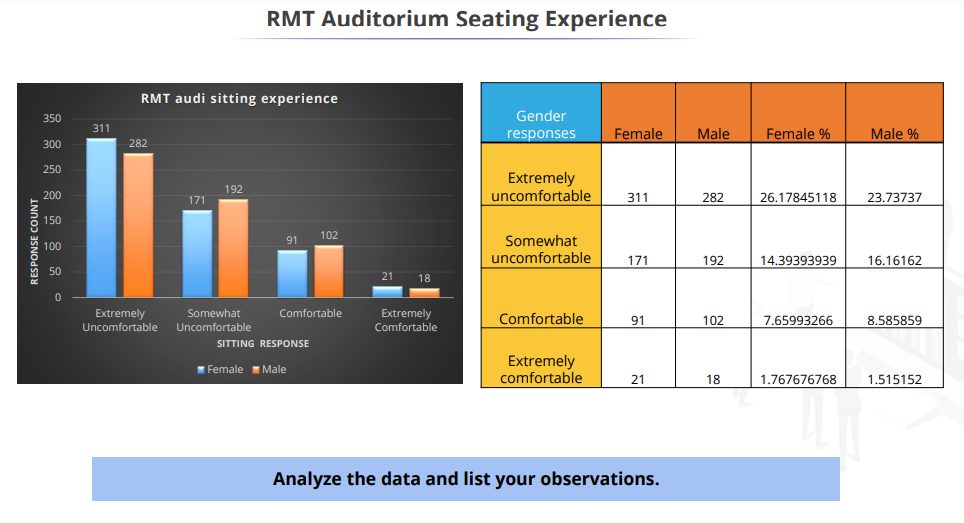 RMT Auditorium Seating Experience
RMT audi sitting experience
350
300
250
200
150
100
50
0
RESPONSE COUNT
311
282
171
192
91
102
21
18
Extremely
Uncomfortable
Somewhat
Uncomfortable
Comfortable
Extremely
Comfortable
SITTING RESPONSE
Female Male
Gender
responses Female Male Female % Male %
Extremely
uncomfortable 311 282 26.17845118 23.73737
Somewhat
uncomfortable 171 192 14.39393939 16.16162
Comfortable 91 102 7.65993266 8.585859
Extremely
comfortable 21 18 1.767676768 1.515152
Analyze the data and list your observations.